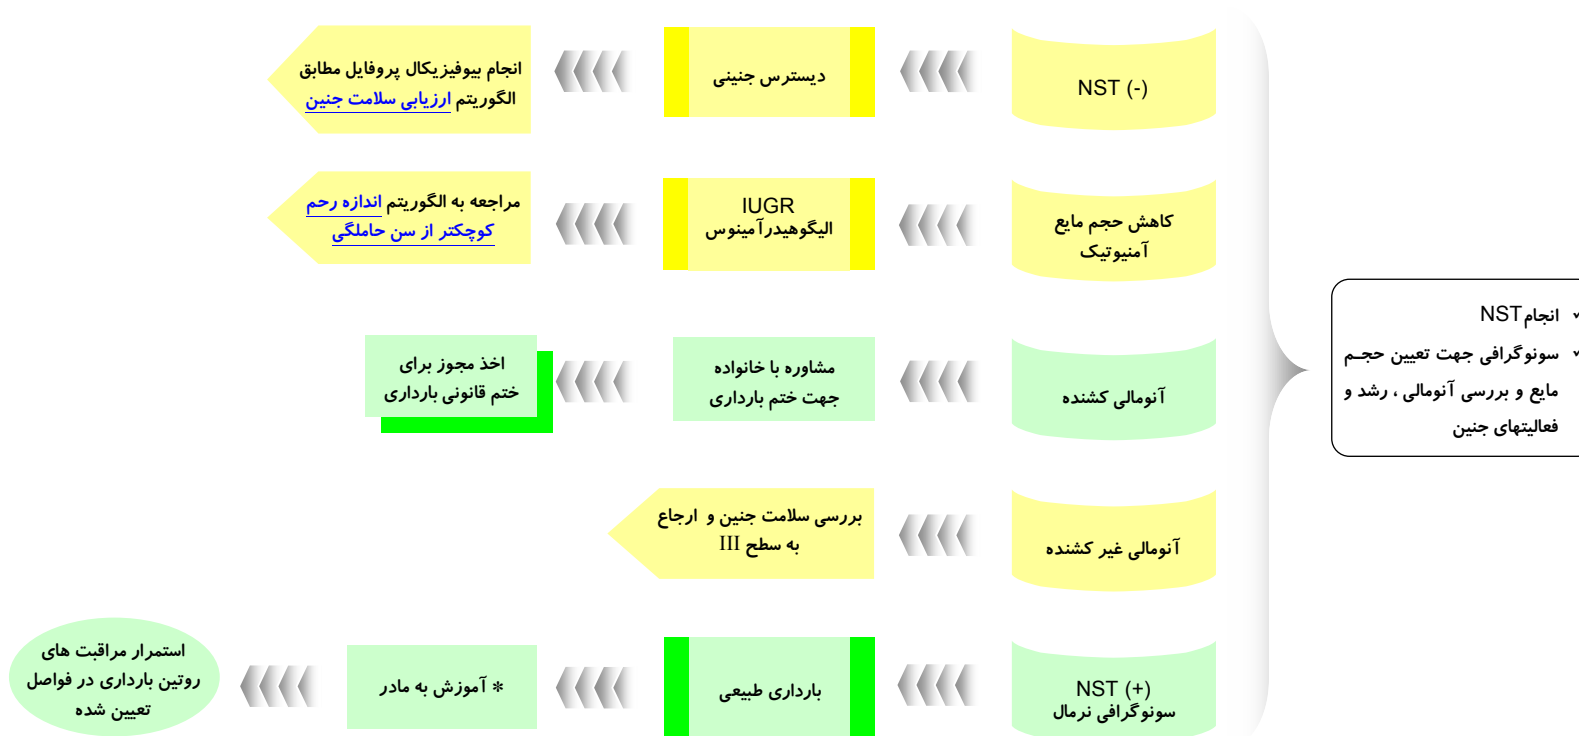 ✓ انجام NST
✓ سونوگرافی جهت تعیین حجم
مایع و بررسی آنومالی ، رشد و
فعالیتهای جنین
NST (-)
دیسترس جنینی
انجام بیوفیزیکال پروفایل مطابق
الگوریتم ارزیابی سلامت جنین
کاهش حجم مایع
آمنیوتیک
IUGR
الیگوهیدرآمینوس
مراجعه به الگوریتم اندازه رحم
کوچکتر از سن حاملگی
آنومالی کشنده
مشاوره با خانواده
جهت ختم بارداری
اخذ مجوز برای
ختم قانونی بارداری
آنومالی غیر کشنده
بررسی سلامت جنین و ارجاع
به سطح III
NST (+)
سونوگرافی نرمال
بارداری طبیعی
* آموزش به مادر
استمرار مراقبت های
روتین بارداری در فواصل
تعیین شده